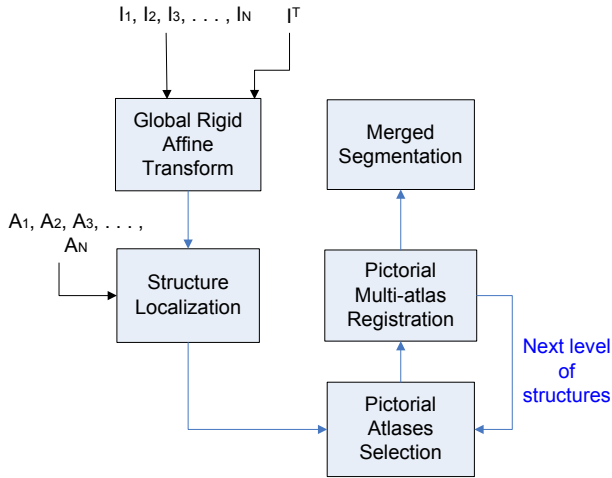 I1, I2, I3, . . . , IN
I^T
Global Rigid
Affine
Transform
Merged
Segmentation
A1, A2, A3, . . . ,
AN
Structure
Localization
Pictorial
Multi-atlas
Registration
Next level
of
structures
Pictorial
Atlases
Selection